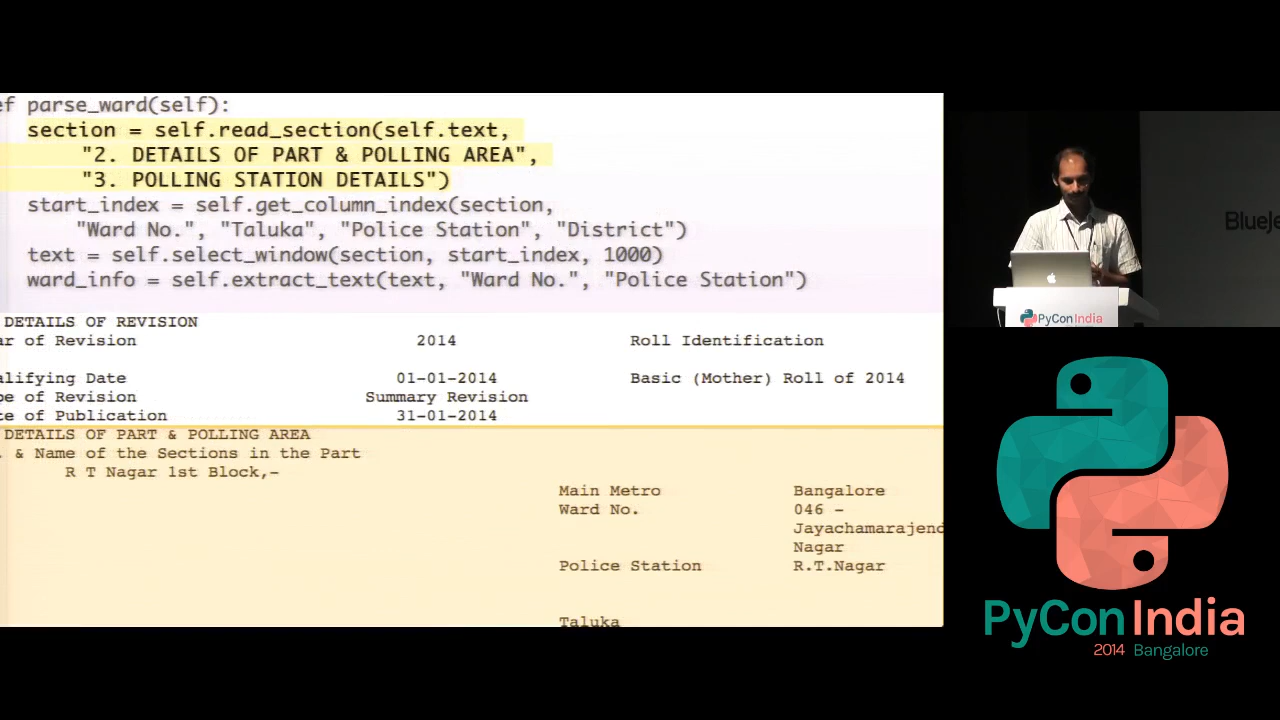 ef parse_ward(self):
section = self.read_section(self.text,
"2. DETAILS OF PART & POLLING AREA",
"3. POLLING STATION DETAILS")
start_index = self.get_column_index(section,
"Ward No.", "Taluka", "Police Station", "District")
text = self.select_window(section, start_index, 1000)
ward_info = self.extract_text(text, "Ward No.", "Police Station")
DETAILS OF REVISION
ar of Revision 2014 Roll Identification
alifying Date 01-01-2014 Basic (Mother) Roll of 2014
pe of Revision Summary Revision
te of Publication 31-01-2014
DETAILS OF PART & POLLING AREA
. & Name of the Sections in the Part
R T Nagar 1st Block,-
Main Metro Bangalore
Ward No. 046 -
Jayachamarajend
Nagar
Police Station R.T.Nagar
Taluka
BlueJe
PyConIndia
PyCon India
2014 Bangalore